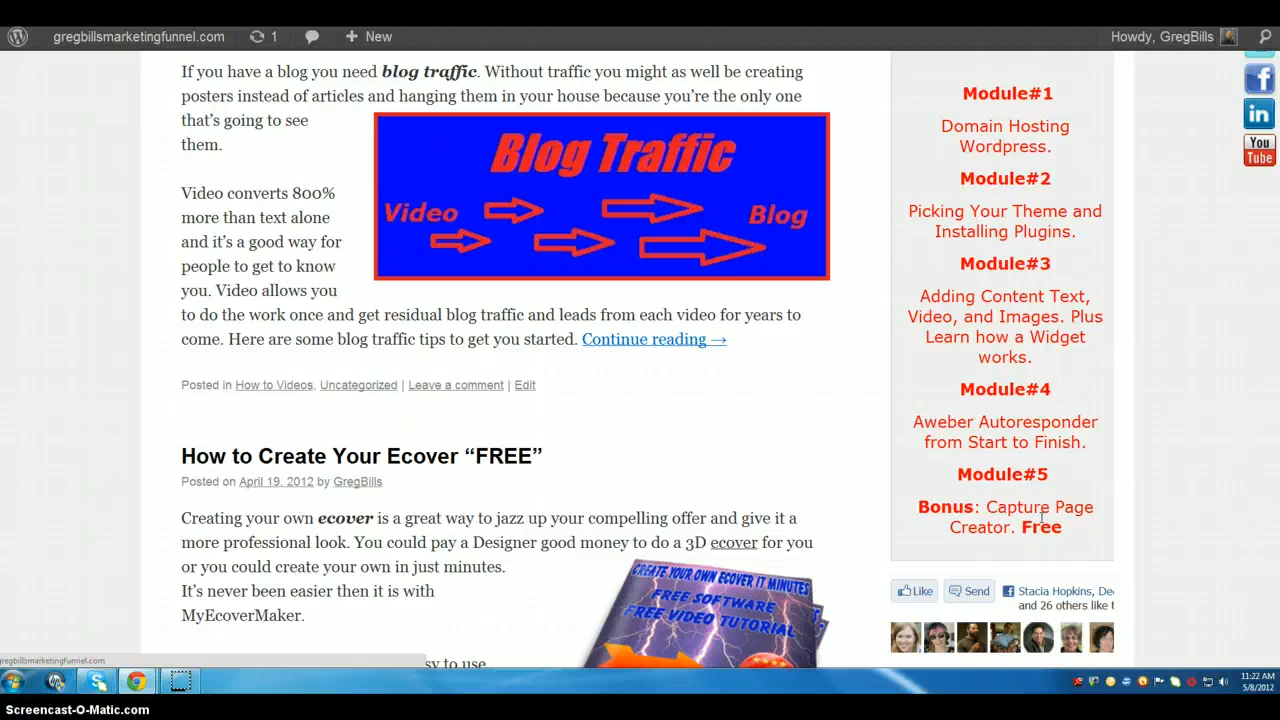 gregbillsmarketingfunnel.com
1
New
Howdy, GregBills
If you have a blog you need blog traffic. Without traffic you might as well be creating
posters instead of articles and hanging them in your house because you’re the only one
that’s going to see
them.
Blog Traffic
Video
Blog
Video converts 800%
more than text alone
and it’s a good way for
people to get to know
you. Video allows you
to do the work once and get residual blog traffic and leads from each video for years to
come. Here are some blog traffic tips to get you started. Continue reading →
Posted in How to Videos, Uncategorized | Leave a comment | Edit
How to Create Your Ecover “FREE”
Posted on April 19, 2012 by GregBills
Creating your own ecover is a great way to jazz up your compelling offer and give it a
more professional look. You could pay a Designer good money to do a 3D ecover for you
or you could create your own in just minutes.
It’s never been easier then it is with
MyEcoverMaker.
CREATE YOUR OWN ECOVER IT MINUTES
FREE SOFTWARE
FREE VIDEO TUTORIAL
sy to use
Module#1
Domain Hosting
Wordpress.
Module#2
Picking Your Theme and
Installing Plugins.
Module#3
Adding Content Text,
Video, and Images. Plus
Learn how a Widget
works.
Module#4
Aweber Autoresponder
from Start to Finish.
Module#5
Bonus: Capture Page
Creator. Free
Like
Send
Stacia Hopkins, Dee
and 26 others like t
f
in
You
Tube
gregbillsmarketingfunnel.com
11:22 AM
5/8/2012
Screencast-O-Matic.com